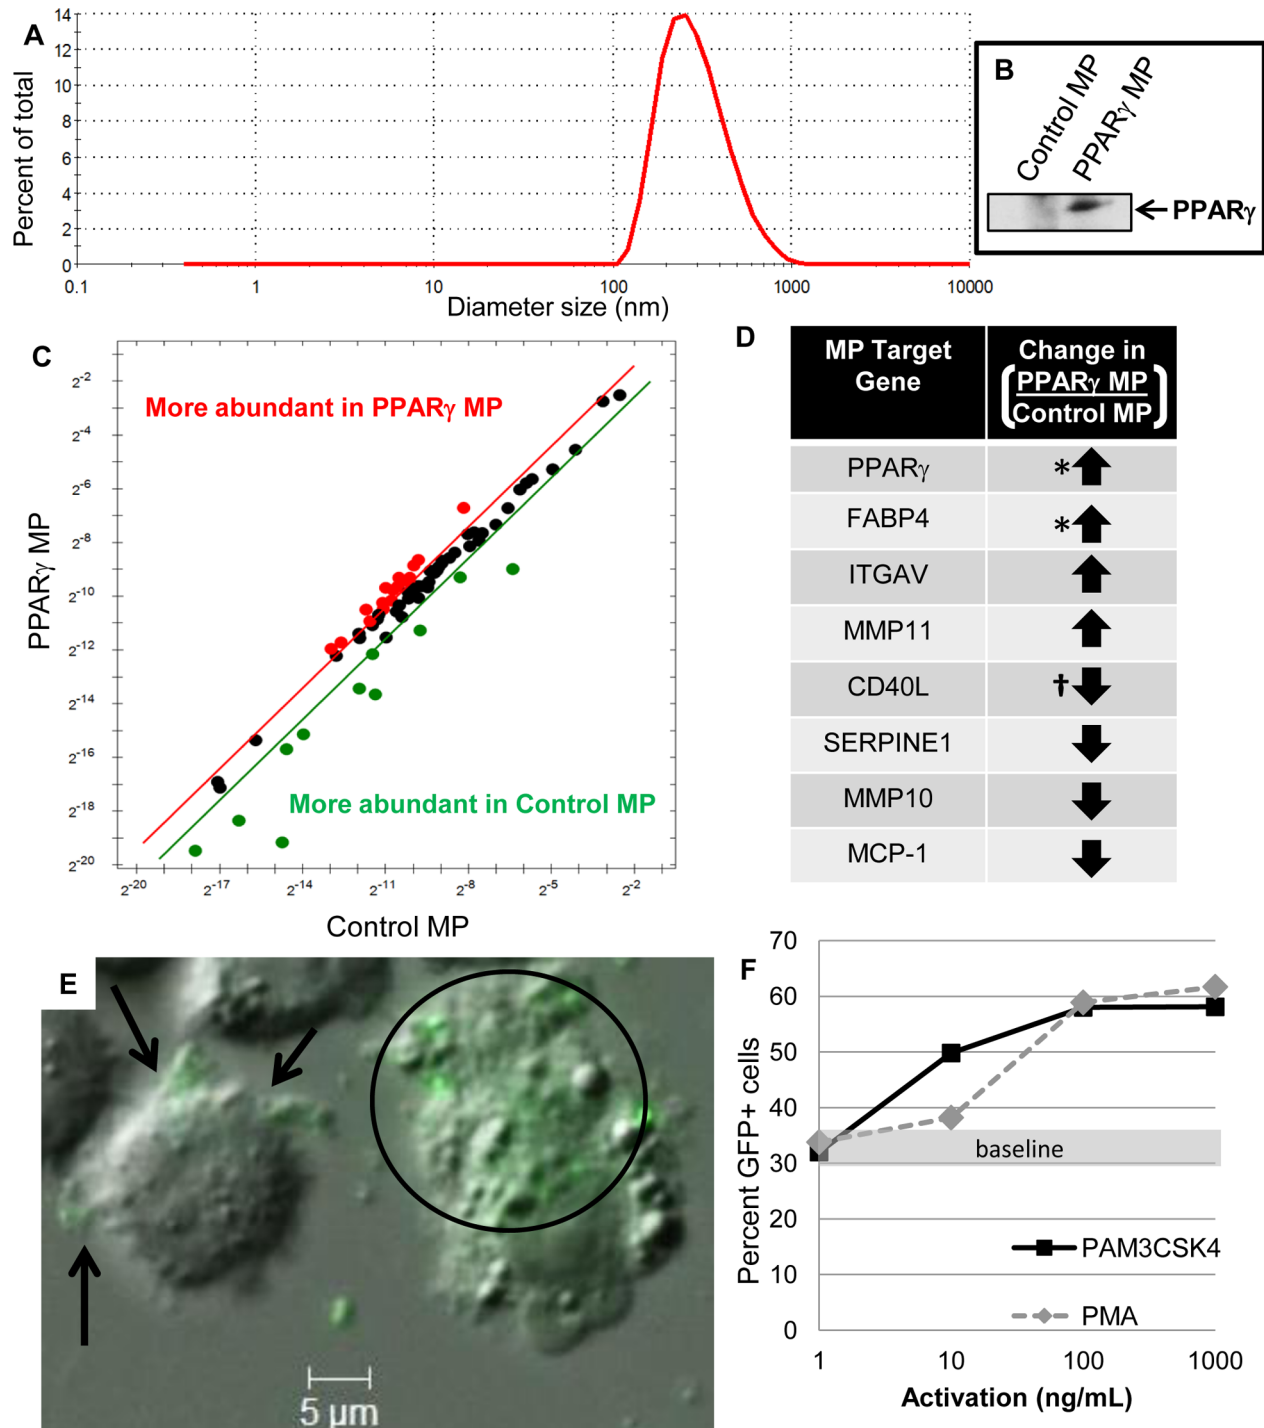 A
Percent of total
14
12
10
8
6
4
2
0
0.1
1
10
100
1000
10000
Diameter size (nm)
B
Control MP
PPARγ MP
PPARγ
C
PPARγ MP
2-2
2-4
2-6
2-8
2-10
2-12
2-14
2-16
2-18
2-20
More abundant in PPARγ MP
More abundant in Control MP
2-20
2-17
2-14
2-11
2-8
2-5
2-2
Control MP
D
MP Target Gene
Change in
(PPARγ MP
Control MP)
PPARγ *
FABP4 *
ITGAV
MMP11
CD40L †
SERPINE1
MMP10
MCP-1
E
5 µm
F
Percent GFP+ cells
70
60
50
40
30
20
10
0
baseline
PAM3CSK4
PMA
1
10
100
1000
Activation (ng/mL)